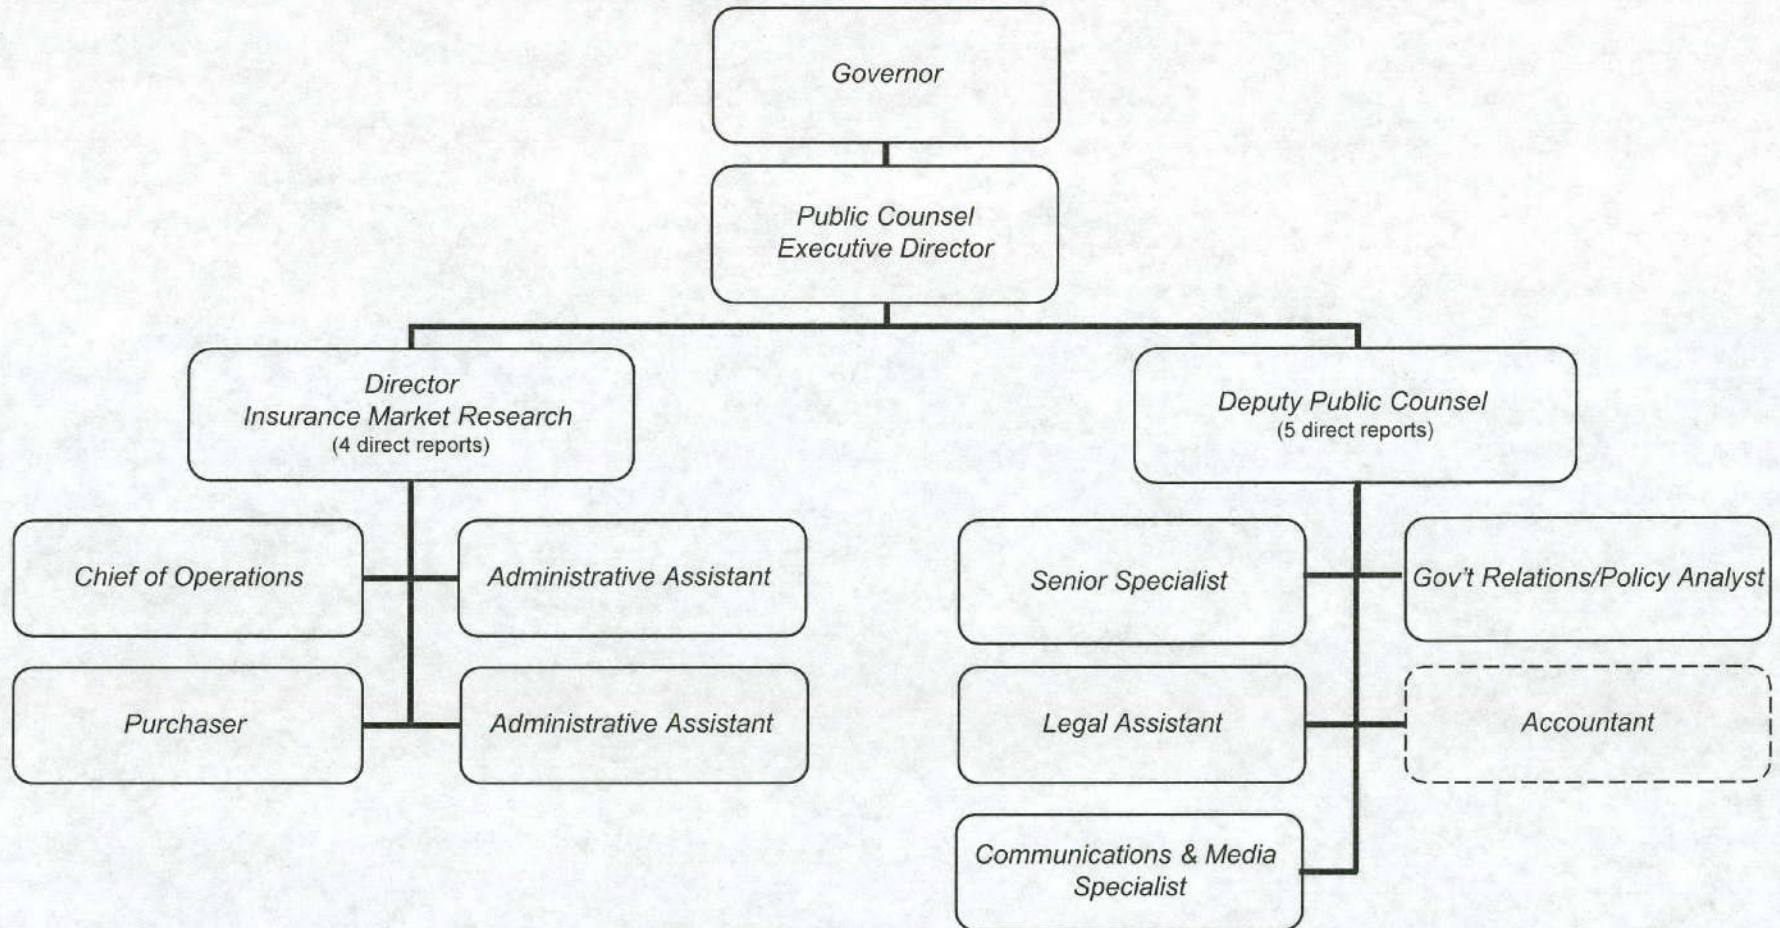 Governor
Public Counsel
Executive Director
Director
Insurance Market Research
(4 direct reports)
Deputy Public Counsel
(5 direct reports)
Chief of Operations
Administrative Assistant
Senior Specialist
Gov't Relations/Policy Analyst
Purchaser
Administrative Assistant
Legal Assistant
Accountant
Communications & Media
Specialist